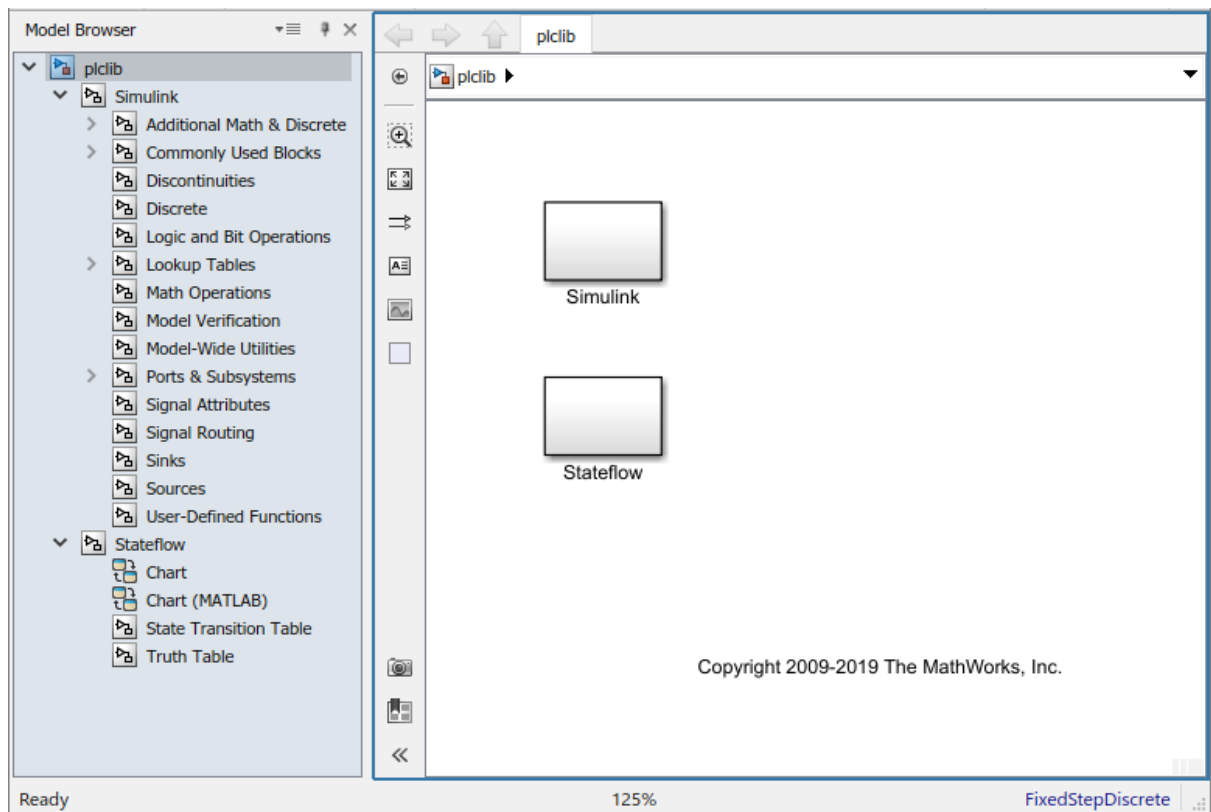 Model Browser
plclib
Simulink
Additional Math & Discrete
Commonly Used Blocks
Discontinuities
Discrete
Logic and Bit Operations
Lookup Tables
Math Operations
Model Verification
Model-Wide Utilities
Ports & Subsystems
Signal Attributes
Signal Routing
Sinks
Sources
User-Defined Functions
Stateflow
Chart
Chart (MATLAB)
State Transition Table
Truth Table
plclib
plclib
Simulink
Stateflow
Copyright 2009-2019 The MathWorks, Inc.
Ready
125%
FixedStepDiscrete